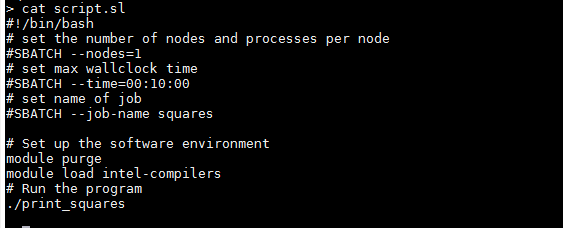 > cat script.sl
#!/bin/bash
# set the number of nodes and processes per node
#SBATCH --nodes=1
# set max wallclock time
#SBATCH --time=00:10:00
# set name of job
#SBATCH --job-name squares
# Set up the software environment
module purge
module load intel-compilers
# Run the program
./print_squares